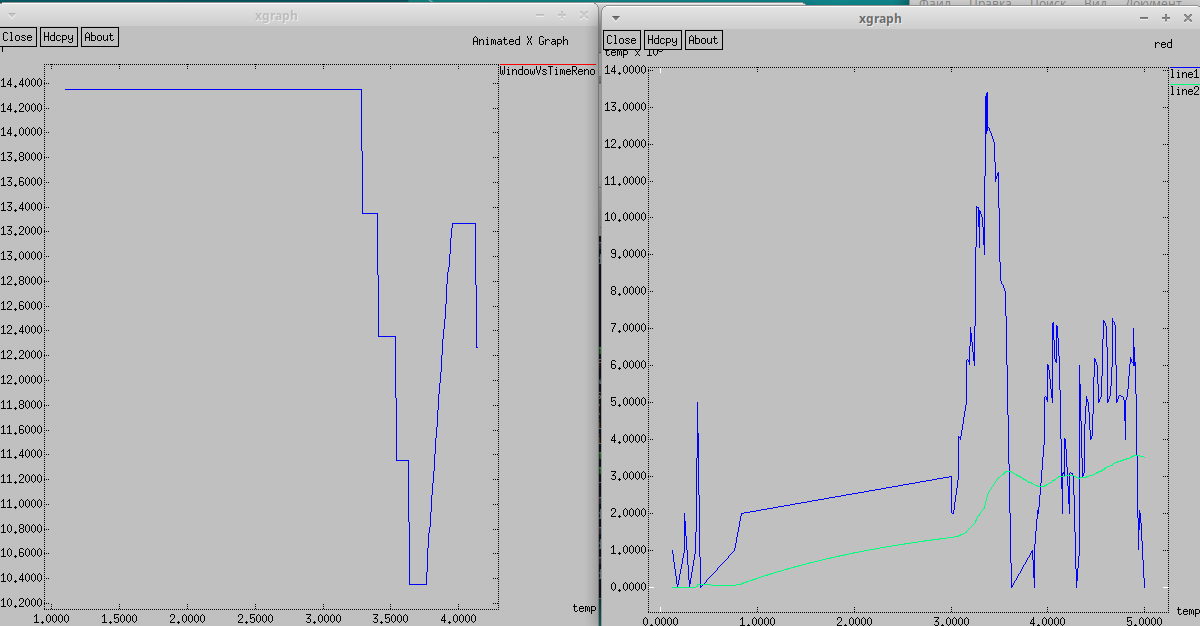 Файл Правка Поиск Вид Документ
xgraph
Close Hdcpy About
Animated X Graph
WindowVsTimeReno
14.4000
14.2000
14.0000
13.8000
13.6000
13.4000
13.2000
13.0000
12.8000
12.6000
12.4000
12.2000
12.0000
11.8000
11.6000
11.4000
11.2000
11.0000
10.8000
10.6000
10.4000
10.2000
temp
1.0000 1.5000 2.0000 2.5000 3.0000 3.5000 4.0000
xgraph
Close Hdcpy About
temp x 10
red
line1
line2
14.0000
13.0000
12.0000
11.0000
10.0000
9.0000
8.0000
7.0000
6.0000
5.0000
4.0000
3.0000
2.0000
1.0000
0.0000
temp
0.0000 1.0000 2.0000 3.0000 4.0000 5.0000